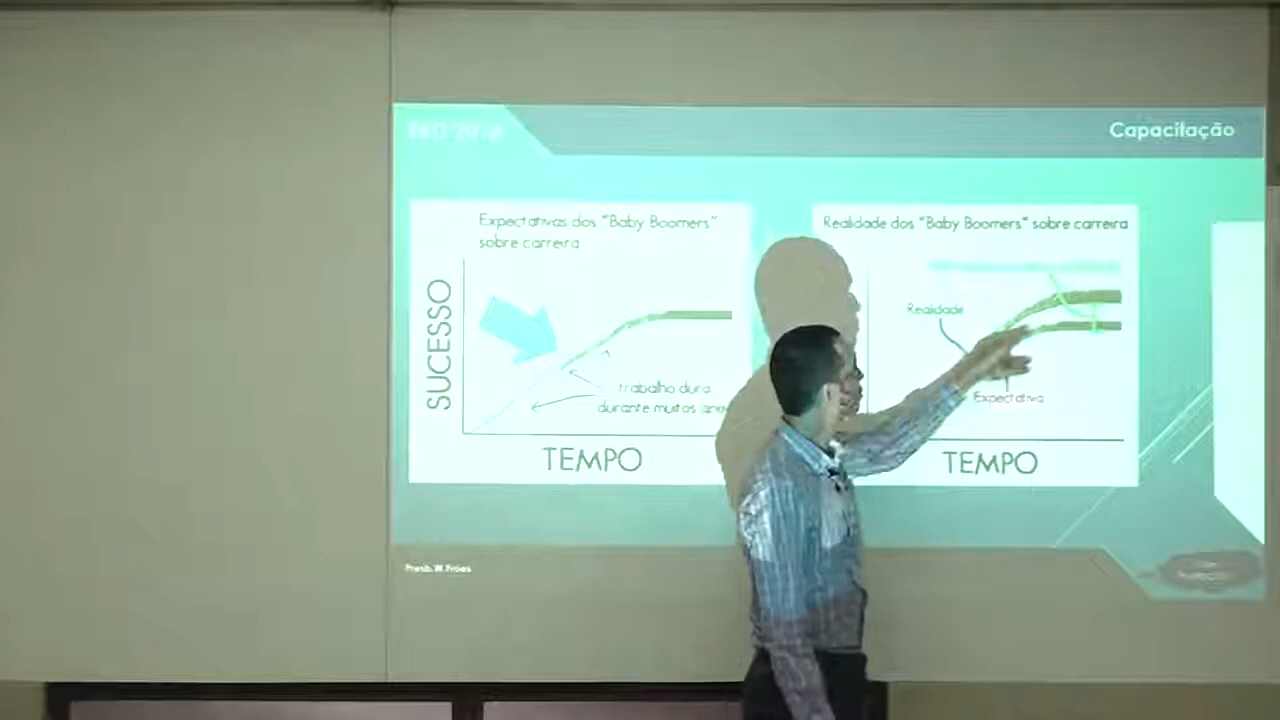 Capacitação
Expectativas dos "Baby Boomers"
sobre carreira
SUCESSO
trabalho duro
durante muitos
TEMPO
Realidade dos "Baby Boomers" sobre carreira
Realidade
Expectativa
TEMPO
Presb. W. Fróes